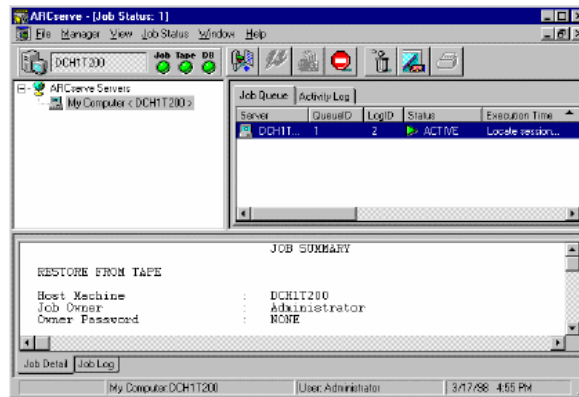 ARCserve - [Job Status: 1]
File Manager View Job Status Window Help
DCH1T200 Job Tape DB
ARCserve Servers
My Computer < DCH1T200 >
Job Queue Activity Log
Server QueueID LogID Status Execution Time
DCH1T... 1 2 ACTIVE Locate session...
JOB SUMMARY
RESTORE FROM TAPE
Host Machine : DCH1T200
Job Owner : Administrator
Owner Password : NONE
Job Detail Job Log
My Computer:DCH1T200 User: Administrator 3/17/98 4:55 PM